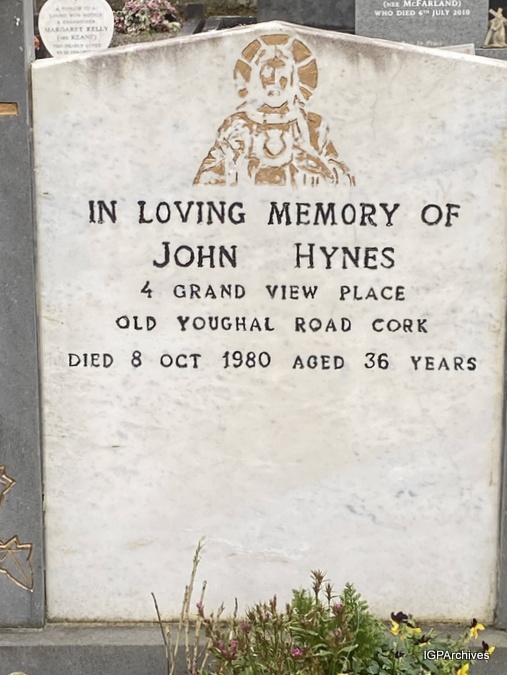 MARGARET KELLY
(NEE KEANE)
(NEE McFARLAND)
WHO DIED 6TH JULY 2010
IN LOVING MEMORY OF
JOHN HYNES
4 GRAND VIEW PLACE
OLD YOUGHAL ROAD CORK
DIED 8 OCT 1980 AGED 36 YEARS
IGPArchives